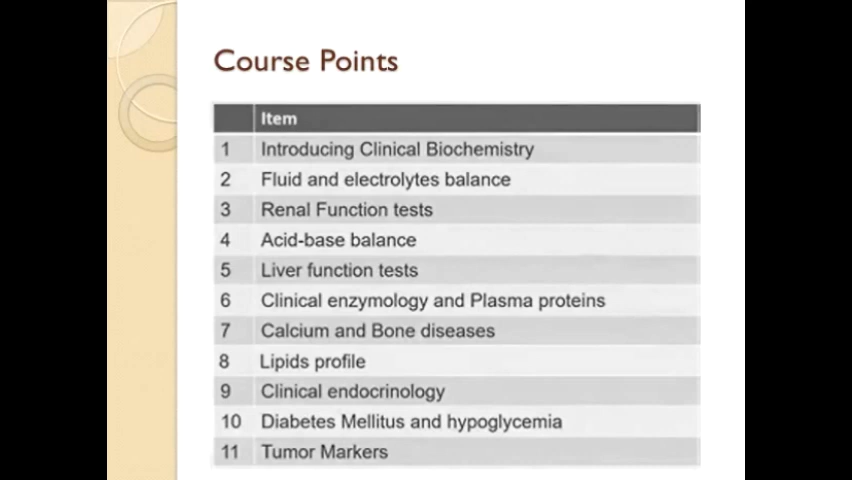 Course Points
Item
1 Introducing Clinical Biochemistry
2 Fluid and electrolytes balance
3 Renal Function tests
4 Acid-base balance
5 Liver function tests
6 Clinical enzymology and Plasma proteins
7 Calcium and Bone diseases
8 Lipids profile
9 Clinical endocrinology
10 Diabetes Mellitus and hypoglycemia
11 Tumor Markers